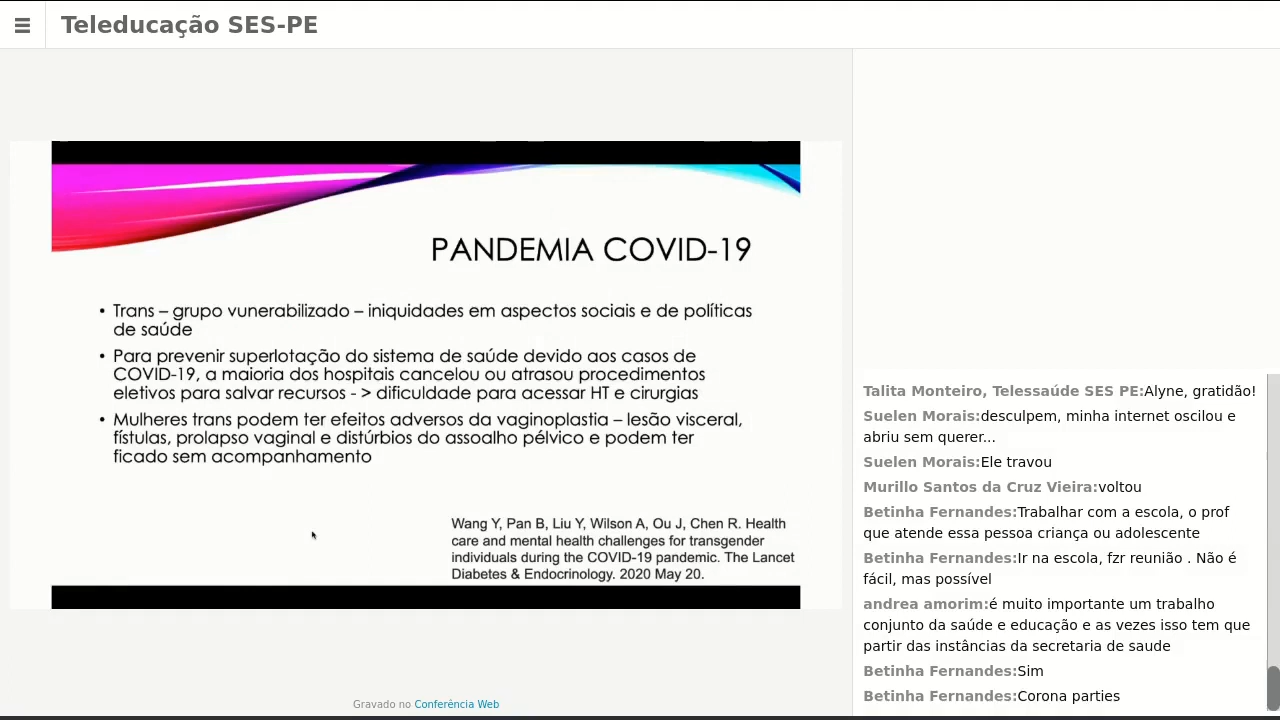 Teleducação SES-PE
PANDEMIA COVID-19
• Trans – grupo vunerabilizado – iniquidades em aspectos sociais e de políticas
de saúde
• Para prevenir superlotação do sistema de saúde devido aos casos de
COVID-19, a maioria dos hospitais cancelou ou atrasou procedimentos
eletivos para salvar recursos - > dificuldade para acessar HT e cirurgias
• Mulheres trans podem ter efeitos adversos da vaginoplastia – lesão visceral,
fístulas, prolapso vaginal e distúrbios do assoalho pélvico e podem ter
ficado sem acompanhamento
Wang Y, Pan B, Liu Y, Wilson A, Ou J, Chen R. Health
care and mental health challenges for transgender
individuals during the COVID-19 pandemic. The Lancet
Diabetes & Endocrinology. 2020 May 20.
Gravado no Conferência Web
Talita Monteiro, Telessaúde SES PE:Alyne, gratidão!
Suelen Morais:desculpem, minha internet oscilou e
abriu sem querer...
Suelen Morais:Ele travou
Murillo Santos da Cruz Vieira:voltou
Betinha Fernandes:Trabalhar com a escola, o prof
que atende essa pessoa criança ou adolescente
Betinha Fernandes:Ir na escola, fzr reunião . Não é
fácil, mas possível
andrea amorim:é muito importante um trabalho
conjunto da saúde e educação e as vezes isso tem que
partir das instâncias da secretaria de saude
Betinha Fernandes:Sim
Betinha Fernandes:Corona parties